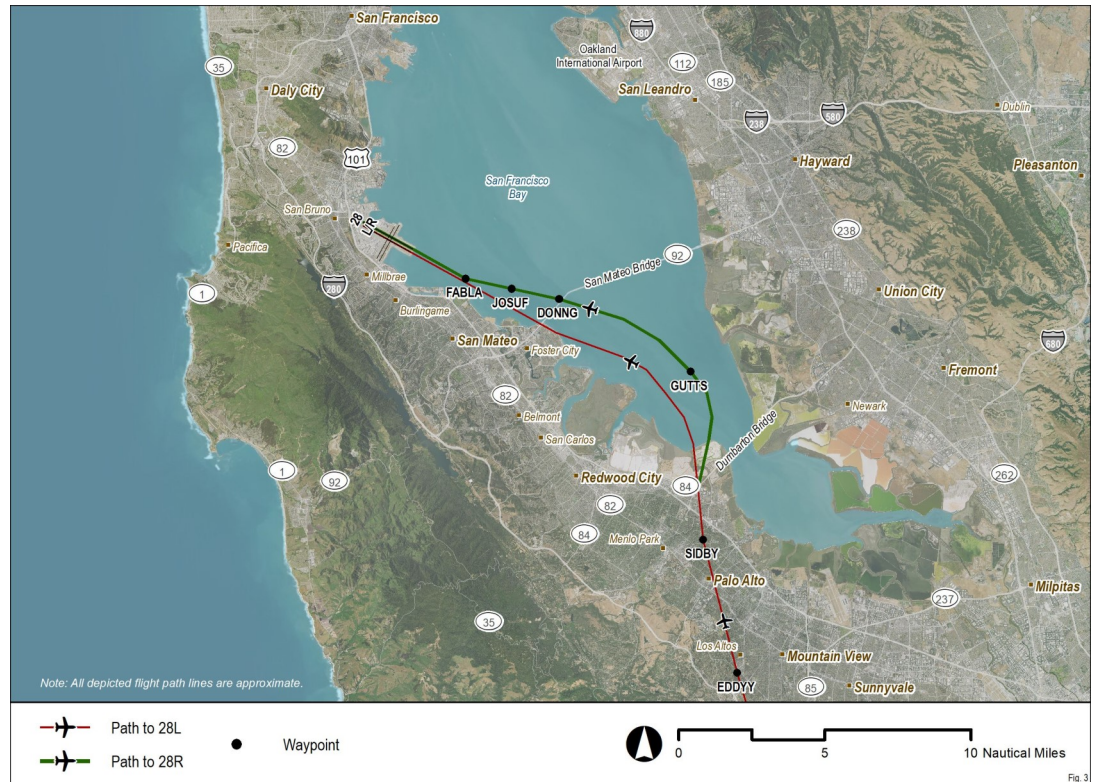 San Francisco
35
Daly City
82
101
San Bruno
28
L/R
Pacifica
Millbrae
280
1
Burlingame
San Mateo
Foster City
82
Belmont
San Carlos
1
92
Redwood City
82
84
Menlo Park
35
880
Oakland
International Airport
112
185
San Leandro
238
580
Dublin
Hayward
Pleasanton
San Francisco
Bay
238
92
San Mateo Bridge
Union City
680
FABLA
JOSUF
DONNG
GUTTS
Fremont
Newark
Dumbarton Bridge
84
262
SIDBY
Palo Alto
Milpitas
237
Los Altos
Mountain View
EDDYY
85
Sunnyvale
Note: All depicted flight path lines are approximate.
Path to 28L
Path to 28R
Waypoint
0 5 10 Nautical Miles
Fig. 3